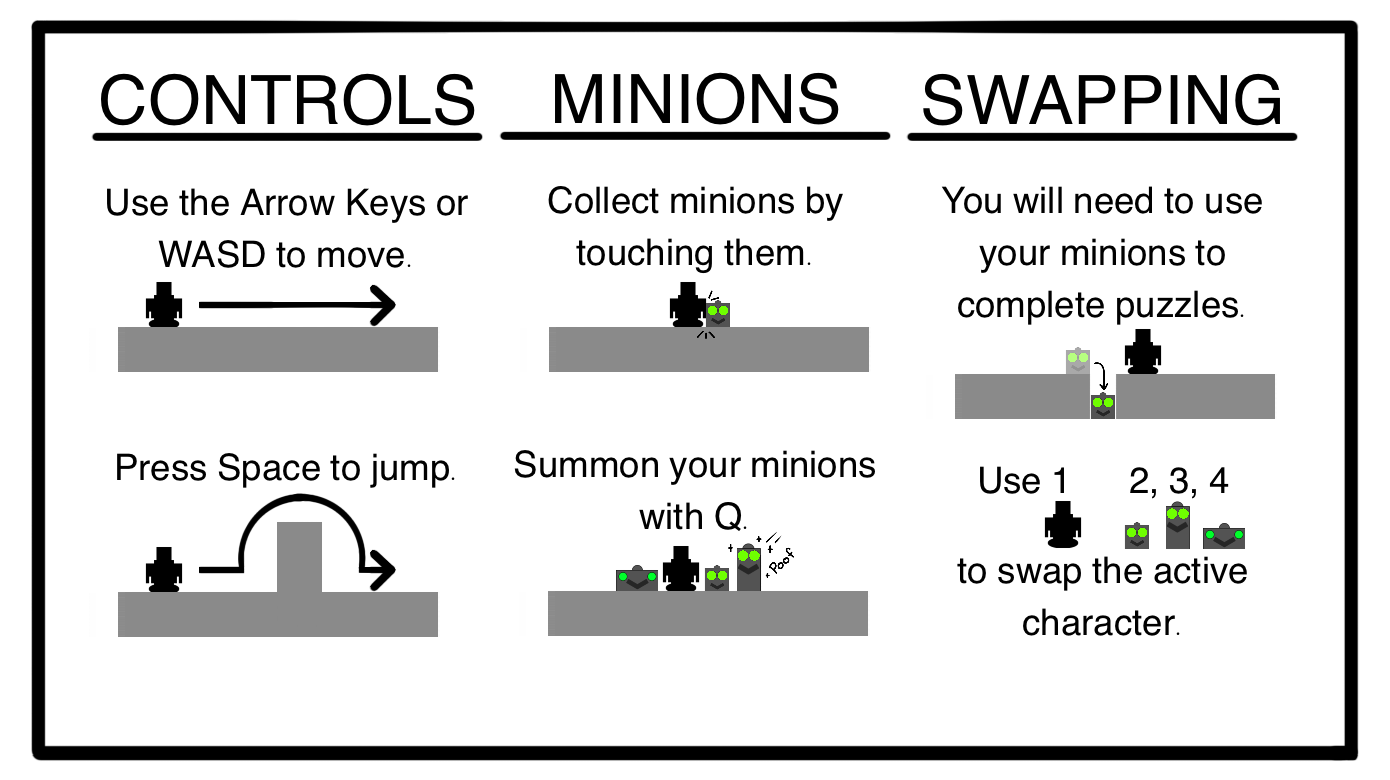 CONTROLS
Use the Arrow Keys or
WASD to move.
Press Space to jump.
MINIONS
Collect minions by
touching them.
Summon your minions
with Q.
Poof
SWAPPING
You will need to use
your minions to
complete puzzles.
Use 1 2, 3, 4
to swap the active
character.